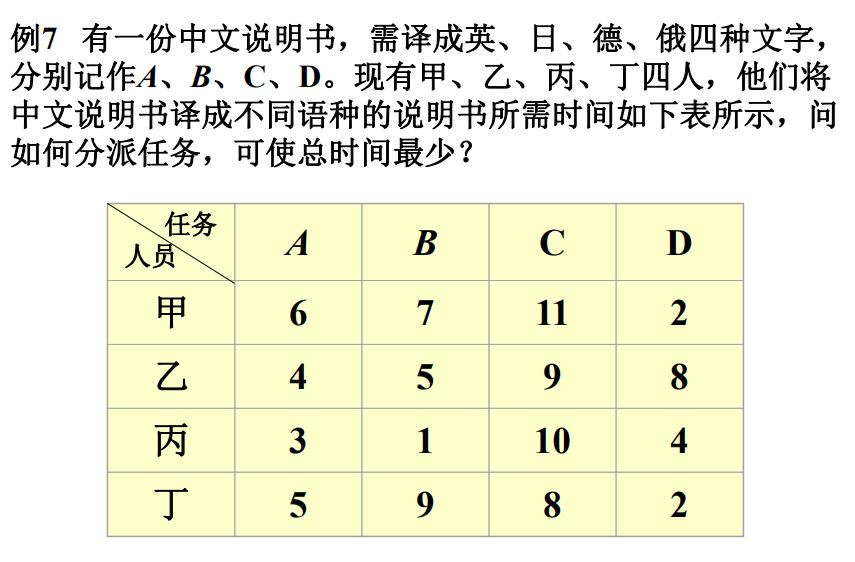 例7 有一份中文说明书，需译成英、日、德、俄四种文字，
分别记作A、B、C、D。现有甲、乙、丙、丁四人，他们将
中文说明书译成不同语种的说明书所需时间如下表所示，问
如何分派任务，可使总时间最少？
任务
人员 A B C D
甲 6 7 11 2
乙 4 5 9 8
丙 3 1 10 4
丁 5 9 8 2